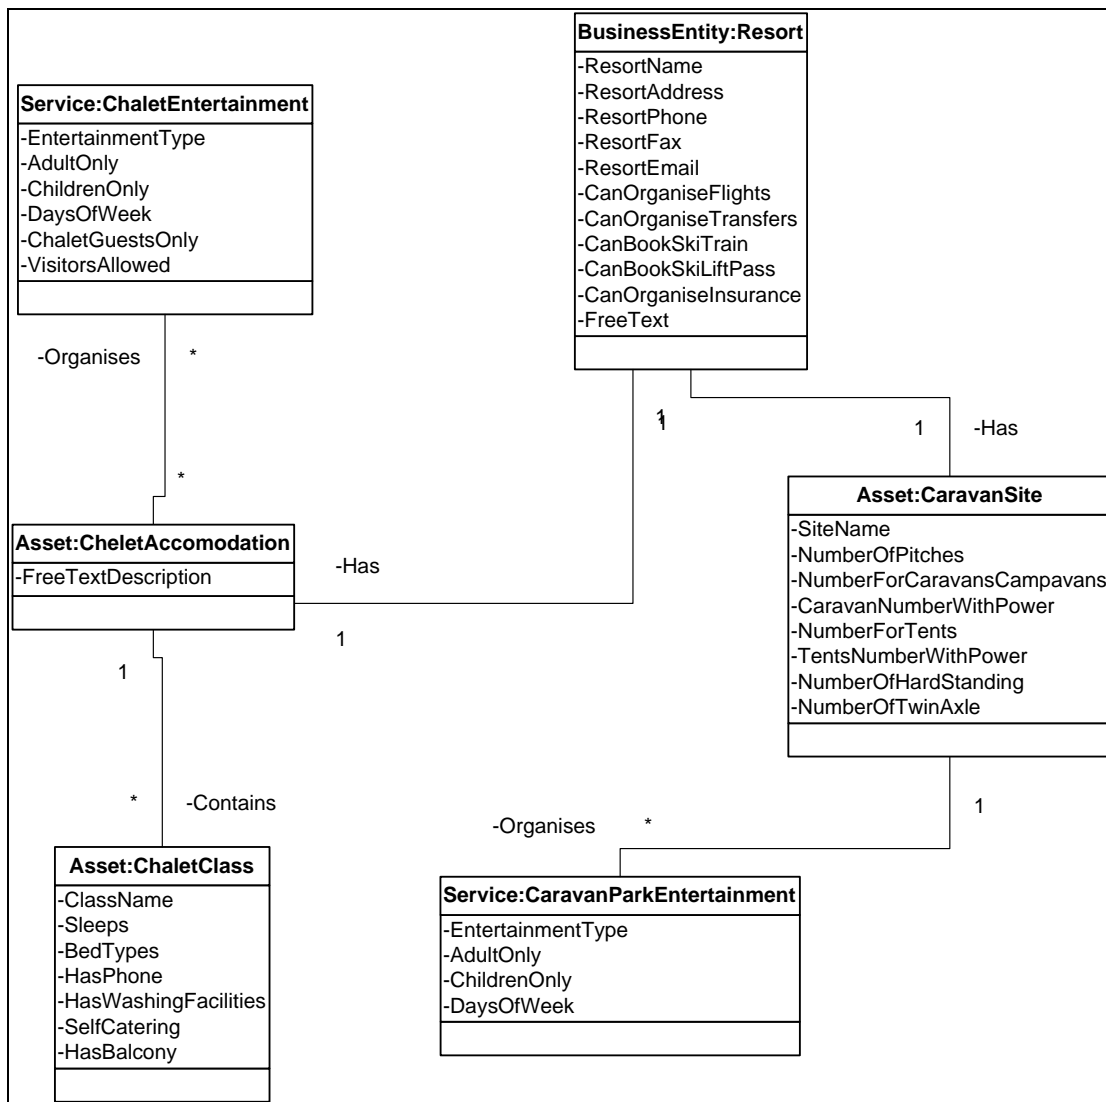 BusinessEntity:Resort
-ResortName
-ResortAddress
-ResortPhone
-ResortFax
-ResortEmail
-CanOrganiseFlights
-CanOrganiseTransfers
-CanBookSkiTrain
-CanBookSkiLiftPass
-CanOrganiseInsurance
-FreeText
Service:ChaletEntertainment
-EntertainmentType
-AdultOnly
-ChildrenOnly
-DaysOfWeek
-ChaletGuestsOnly
-VisitorsAllowed
-Organises
*
*
1
1
1
-Has
Asset:CheletAccomodation
-FreeTextDescription
-Has
1
Asset:CaravanSite
-SiteName
-NumberOfPitches
-NumberForCaravansCampavans
-CaravanNumberWithPower
-NumberForTents
-TentsNumberWithPower
-NumberOfHardStanding
-NumberOfTwinAxle
1
*
-Contains
1
-Organises
*
Asset:ChaletClass
-ClassName
-Sleeps
-BedTypes
-HasPhone
-HasWashingFacilities
-SelfCatering
-HasBalcony
Service:CaravanParkEntertainment
-EntertainmentType
-AdultOnly
-ChildrenOnly
-DaysOfWeek